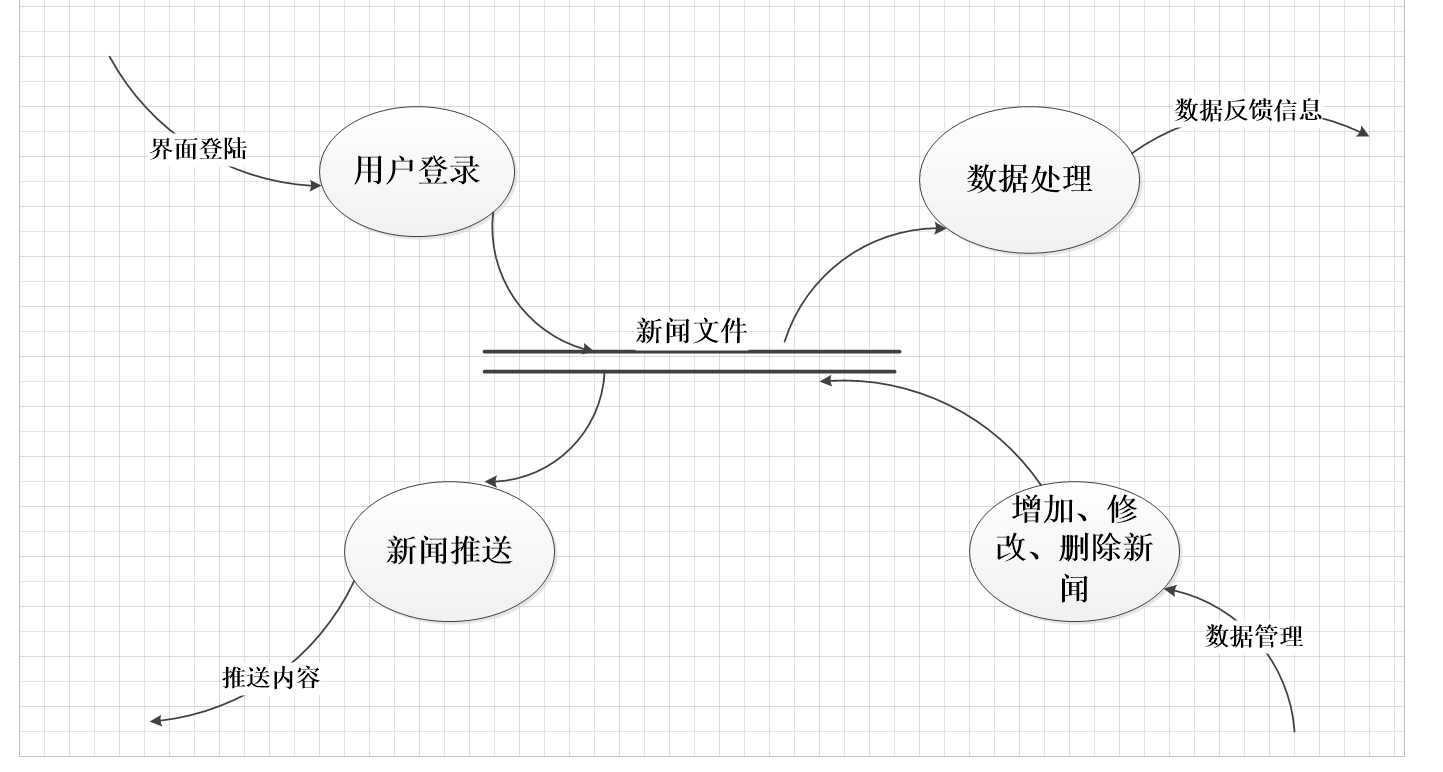 数据反馈信息
界面登陆
用户登录
数据处理
新闻文件
增加、修
改、删除新
闻
新闻推送
数据管理
推送内容